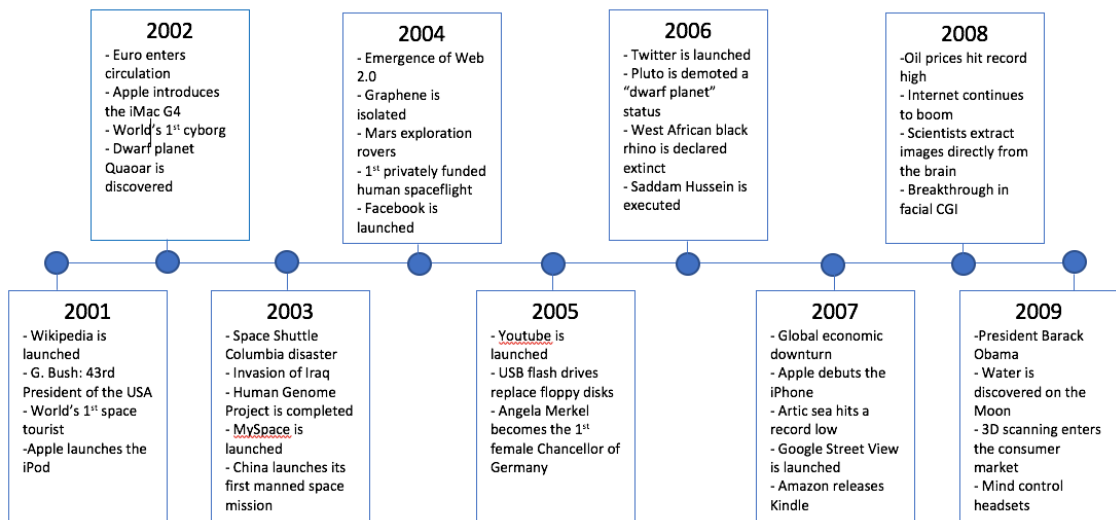 2002
- Euro enters
circulation
- Apple introduces
the iMac G4
- World's 1st cyborg
- Dwarf planet
Quaoar is
discovered
2004
- Emergence of Web
2.0
- Graphene is
isolated
- Mars exploration
rovers
- 1st privately funded
human spaceflight
- Facebook is
launched
2006
- Twitter is launched
- Pluto is demoted a
“dwarf planet”
status
- West African black
rhino is declared
extinct
- Saddam Hussein is
executed
2008
-Oil prices hit record
high
- Internet continues
to boom
- Scientists extract
images directly from
the brain
- Breakthrough in
facial CGI
2001
- Wikipedia is
launched
- G. Bush: 43rd
President of the USA
- World's 1st space
tourist
-Apple launches the
iPod
2003
- Space Shuttle
Columbia disaster
- Invasion of Iraq
- Human Genome
Project is completed
- MySpace is
launched
- China launches its
first manned space
mission
2005
- Youtube is
launched
- USB flash drives
replace floppy disks
- Angela Merkel
becomes the 1st
female Chancellor of
Germany
2007
- Global economic
downturn
- Apple debuts the
iPhone
- Artic sea hits a
record low
- Google Street View
is launched
- Amazon releases
Kindle
2009
-President Barack
Obama
- Water is
discovered on the
Moon
- 3D scanning enters
the consumer
market
- Mind control
headsets